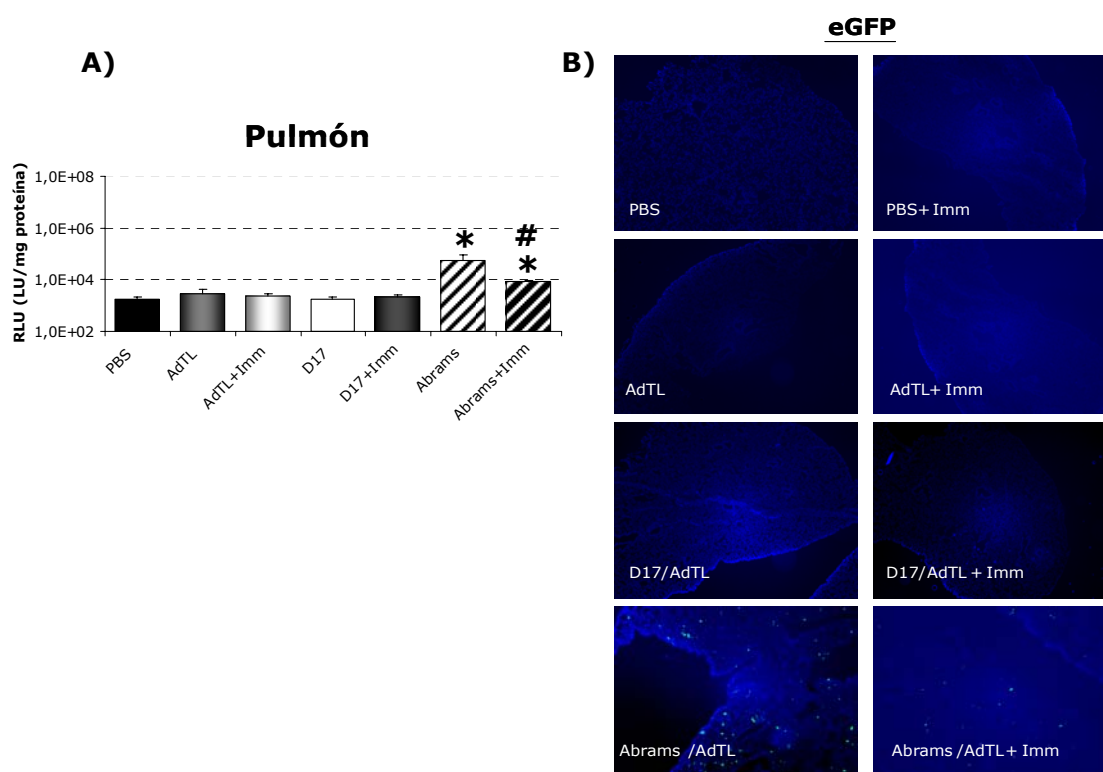 A)
Pulmón
RLU (LU/mg proteína)
1,0E+08
1,0E+06
1,0E+04
1,0E+02
*
#
*
PBS
AdTL
AdTL+Imm
D17
D17+Imm
Abrams
Abrams+Imm
B)
eGFP
PBS
PBS+ Imm
AdTL
AdTL+ Imm
D17/AdTL
D17/AdTL + Imm
Abrams /AdTL
Abrams /AdTL+ Imm